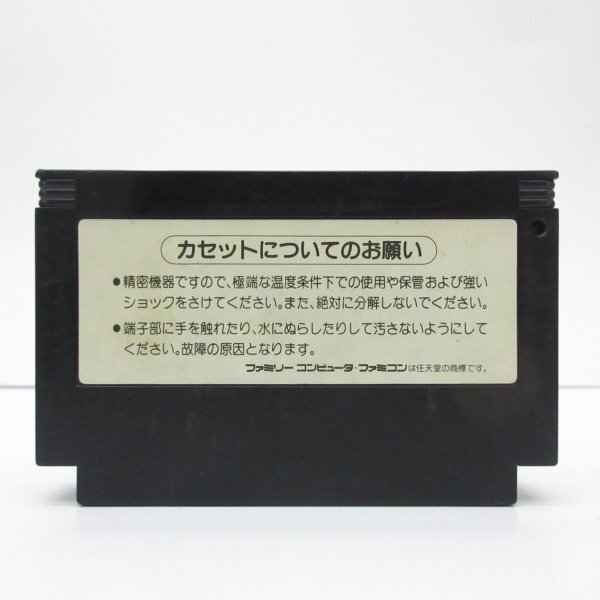 カセットについてのお願い
●精密機器ですので、極端な温度条件下での使用や保管および強い
ショックをさけてください。また、絶対に分解しないでください。
●端子部に手を触れたり、水にぬらしたりして汚さないようにして
ください。故障の原因となります。
ファミリーコンピュータ・ファミコンは任天堂の商標です。